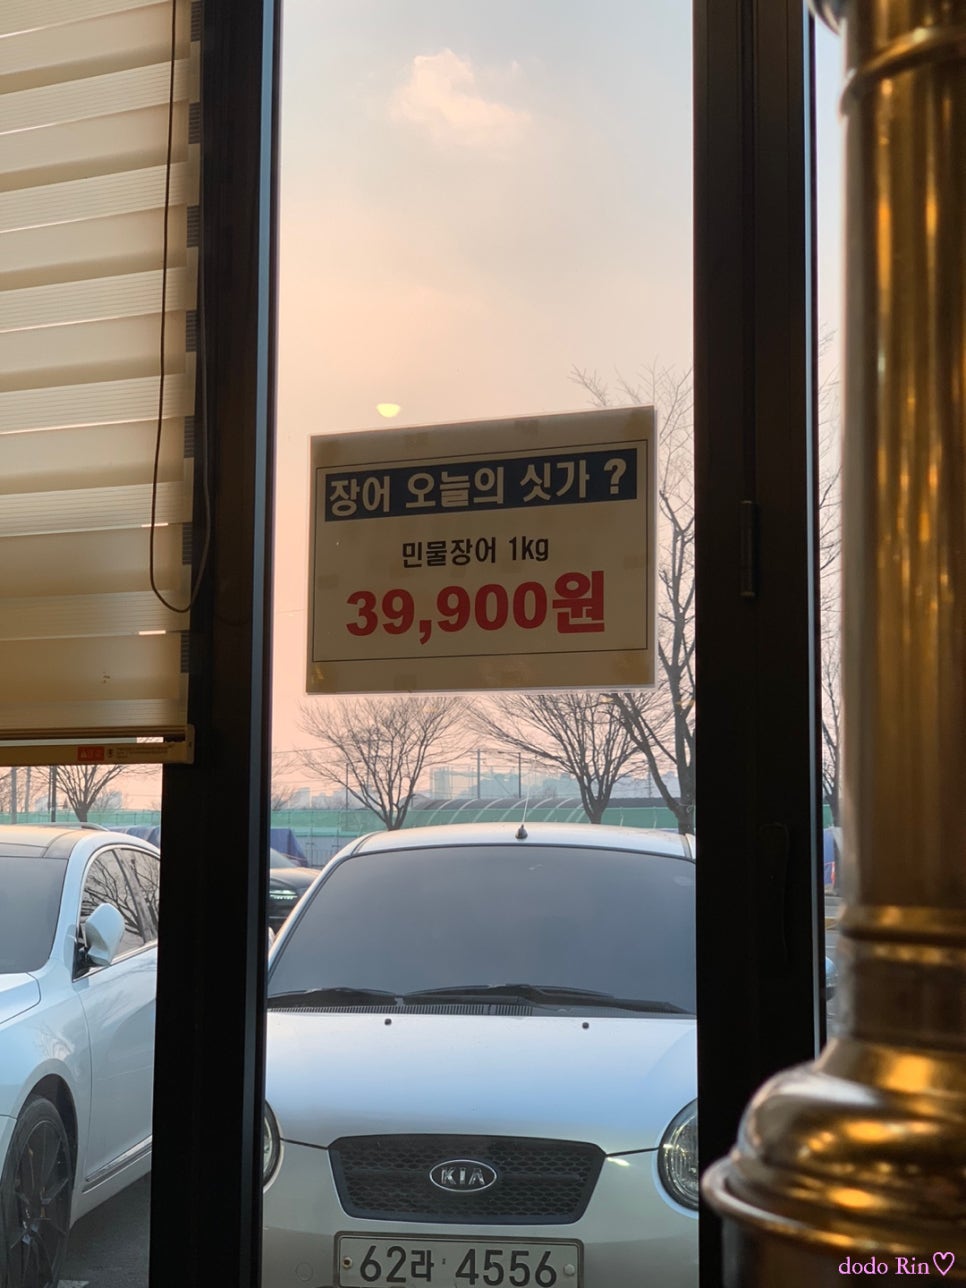 장어 오늘의 싯가 ?
민물장어 1kg
39,900원
KIA
62라 4556
dodo Rin♡